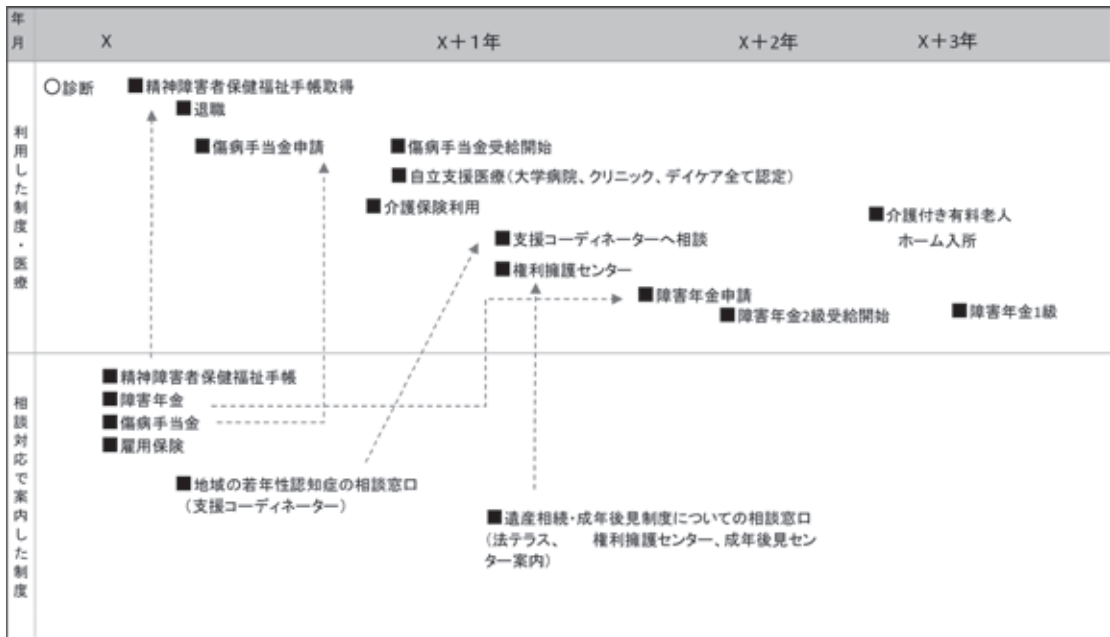 年
月
X
X+1年
X+2年
X+3年
利用した制度・医療
○診断
■精神障害者保健福祉手帳取得
■退職
■傷病手当金申請
■傷病手当金受給開始
■自立支援医療(大学病院、クリニック、デイケア全て認定)
■介護保険利用
■介護付き有料老人
ホーム入所
■支援コーディネーターへ相談
■権利擁護センター
■障害年金申請
■障害年金2級受給開始
■障害年金1級
相談対応で案内した制度
■精神障害者保健福祉手帳
■障害年金
■傷病手当金
■雇用保険
■地域の若年性認知症の相談窓口
(支援コーディネーター)
■遺産相続・成年後見制度についての相談窓口
(法テラス、 権利擁護センター、成年後見セン
ター案内)